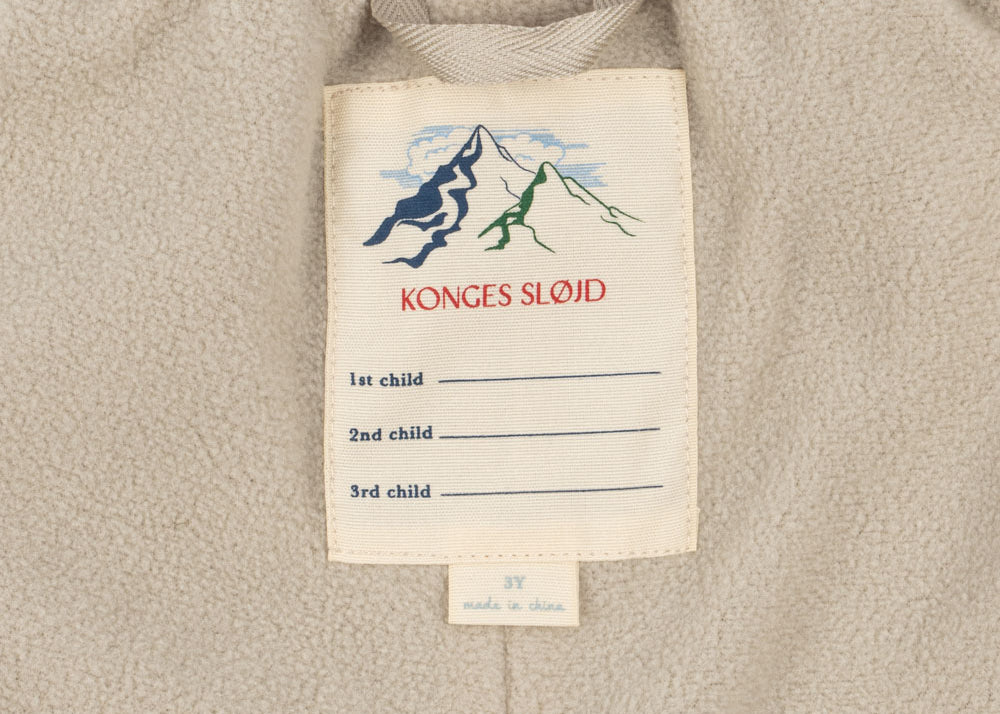 KONGES SLØJD
1st child
2nd child
3rd child
3Y
made in china